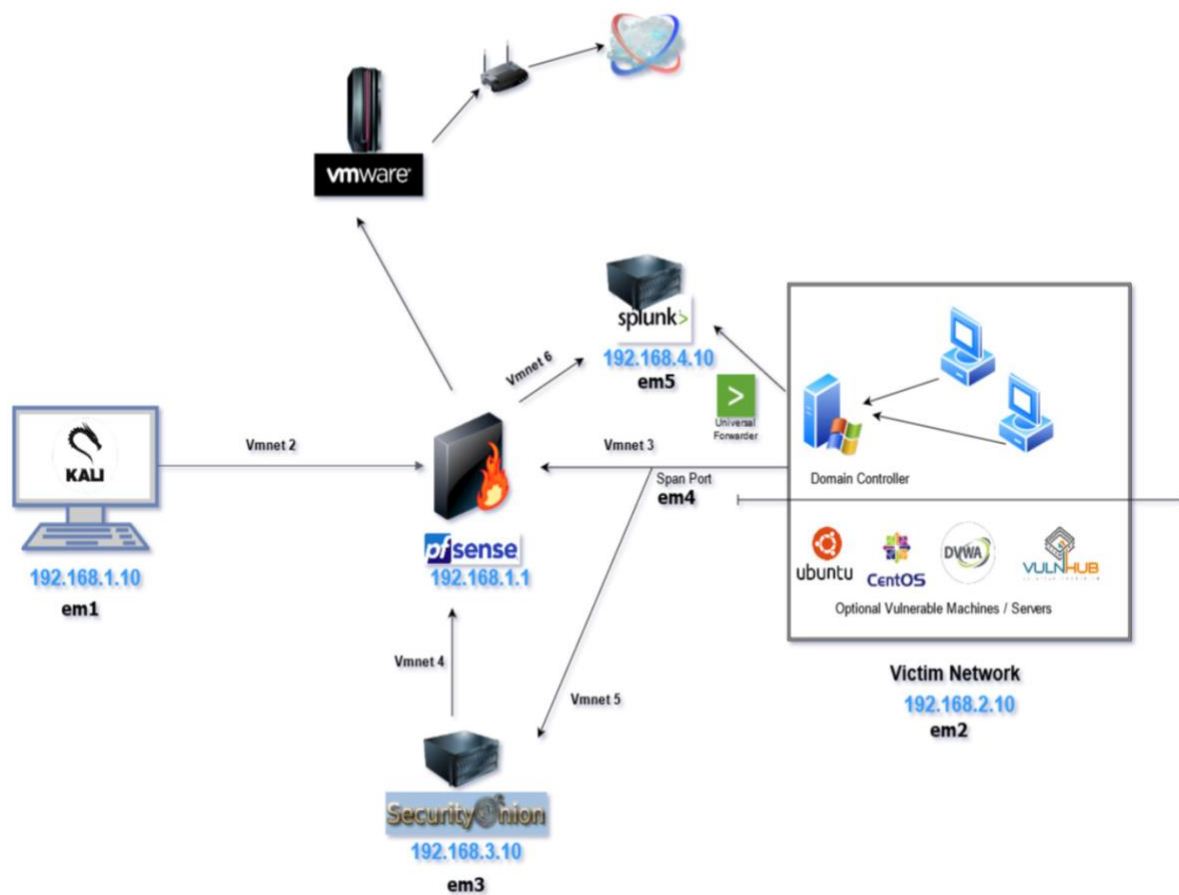 vmware
Vmnet 6
splunk>
192.168.4.10
em5
>
Universal
Forwarder
KALI
Vmnet 2
Vmnet 3
Span Port
em4
Domain Controller
pfsense
192.168.1.10
em1
192.168.1.1
ubuntu
CentOS
DVWA
VULNHUB
Optional Vulnerable Machines / Servers
Vmnet 4
Vmnet 5
Victim Network
192.168.2.10
em2
Security Onion
192.168.3.10
em3